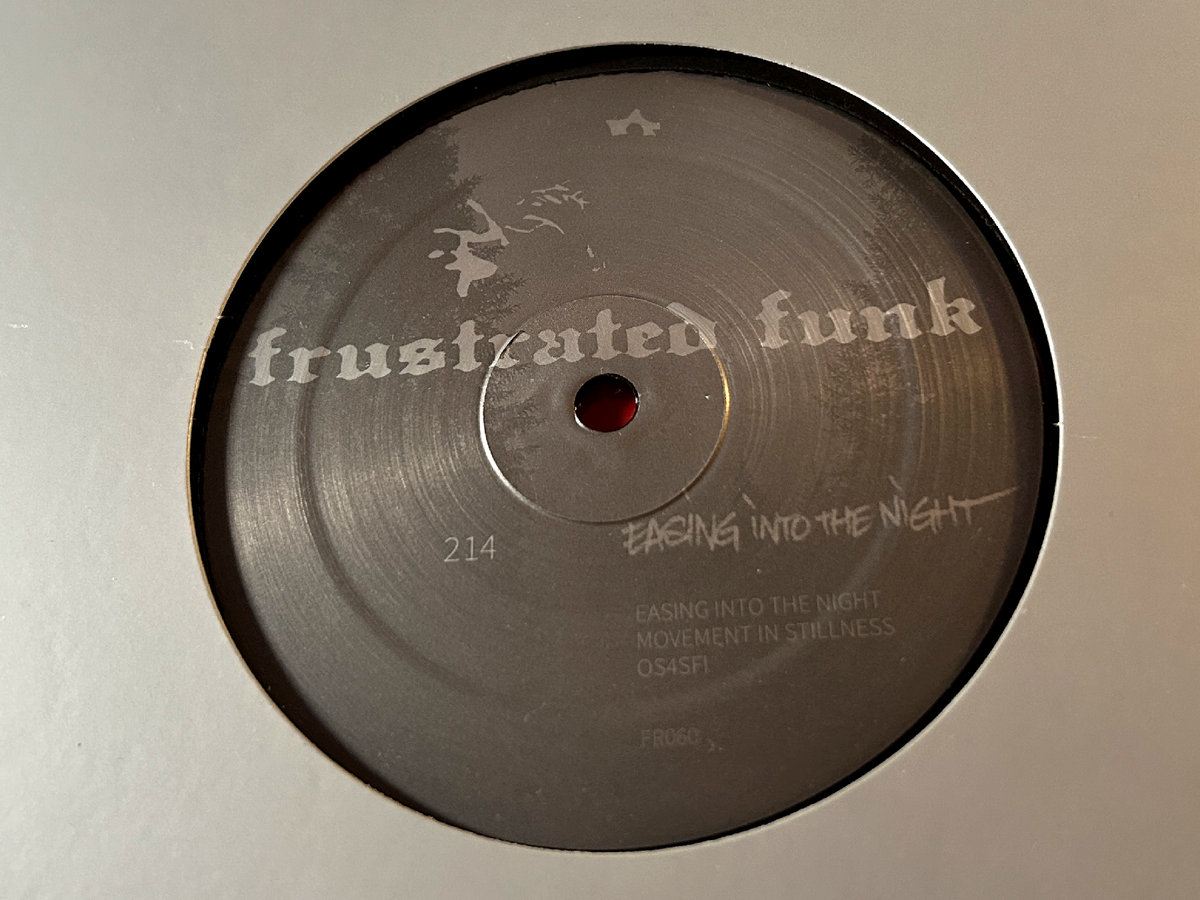 frustrated funk
214
EASING INTO THE NIGHT
EASING INTO THE NIGHT
MOVEMENT IN STILLNESS
OS4SFI
FR060